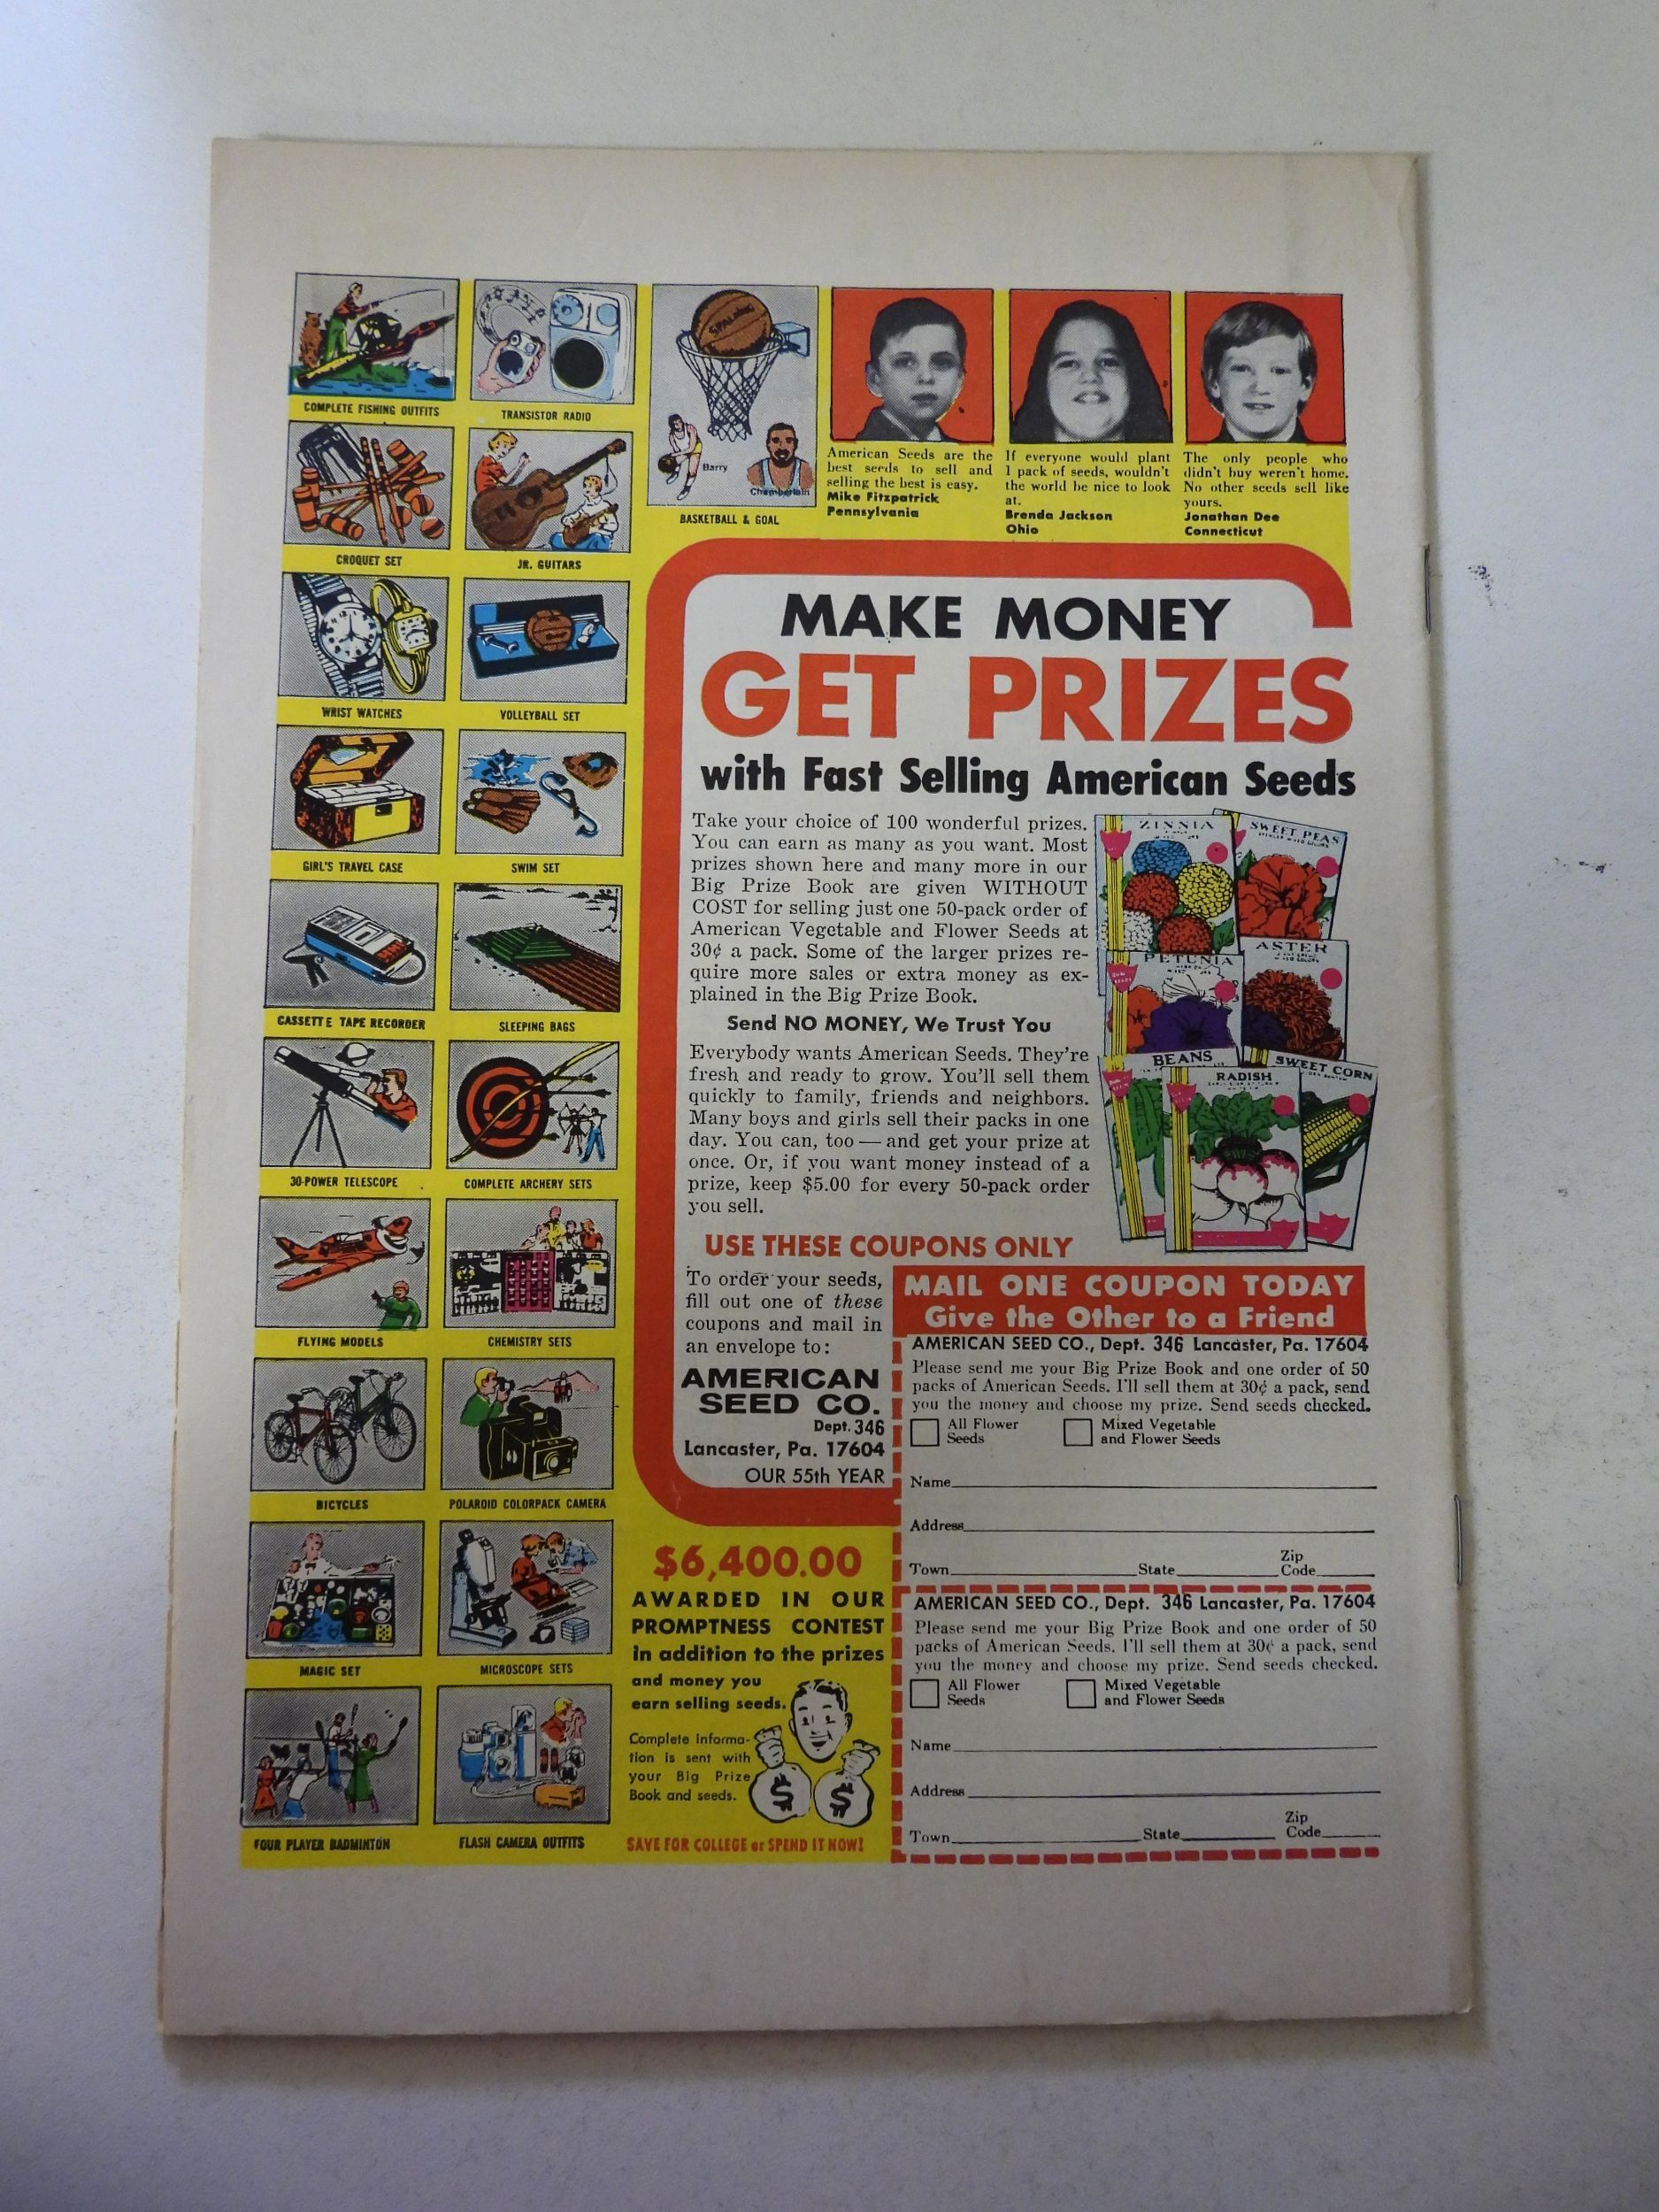 COMPLETE FISHING OUTFITS
TRANSISTOR RADIO
SPALDING
Barry
Chamberlain
BASKETBALL & GOAL
CROQUET SET
JR. GUITARS
WRIST WATCHES
VOLLEYBALL SET
GIRL'S TRAVEL CASE
SWIM SET
CASSETTE TAPE RECORDER
SLEEPING BAGS
30-POWER TELESCOPE
COMPLETE ARCHERY SETS
FLYING MODELS
CHEMISTRY SETS
BICYCLES
POLAROID COLORPACK CAMERA
MAGIC SET
MICROSCOPE SETS
FOUR PLAYER BADMINTON
FLASH CAMERA OUTFITS
American Seeds are the
best seeds to sell and
selling the best is easy.
Mike Fitzpatrick
Pennsylvania
If everyone would plant
1 pack of seeds, wouldn't
the world be nice to look
at.
Brenda Jackson
Ohio
The only people who
didn't buy weren't home.
No other seeds sell like
yours.
Jonathan Dee
Connecticut
MAKE MONEY
GET PRIZES
with Fast Selling American Seeds
Take your choice of 100 wonderful prizes.
You can earn as many as you want. Most
prizes shown here and many more in our
Big Prize Book are given WITHOUT
COST for selling just one 50-pack order of
American Vegetable and Flower Seeds at
30¢ a pack. Some of the larger prizes re-
quire more sales or extra money as ex-
plained in the Big Prize Book.
Send NO MONEY, We Trust You
Everybody wants American Seeds. They're
fresh and ready to grow. You'll sell them
quickly to family, friends and neighbors.
Many boys and girls sell their packs in one
day. You can, too — and get your prize at
once. Or, if you want money instead of a
prize, keep $5.00 for every 50-pack order
you sell.
ZINNIA
SWEET PEAS
PETUNIA
ASTER
BEANS
RADISH
SWEET CORN
USE THESE COUPONS ONLY
To order your seeds,
fill out one of these
coupons and mail in
an envelope to:
AMERICAN
SEED CO.
Dept. 346
Lancaster, Pa. 17604
OUR 55th YEAR
MAIL ONE COUPON TODAY
Give the Other to a Friend
AMERICAN SEED CO., Dept. 346 Lancaster, Pa. 17604
Please send me your Big Prize Book and one order of 50
packs of American Seeds. I'll sell them at 30¢ a pack, send
you the money and choose my prize. Send seeds checked.
All Flower
Seeds
Mixed Vegetable
and Flower Seeds
Name
Address
Town State Zip
Code
AMERICAN SEED CO., Dept. 346 Lancaster, Pa. 17604
Please send me your Big Prize Book and one order of 50
packs of American Seeds. I'll sell them at 30¢ a pack, send
you the money and choose my prize. Send seeds checked.
All Flower
Seeds
Mixed Vegetable
and Flower Seeds
Name
Address
Town State Zip
Code
$6,400.00
AWARDED IN OUR
PROMPTNESS CONTEST
in addition to the prizes
and money you
earn selling seeds.
Complete informa-
tion is sent with
your Big Prize
Book and seeds.
$ $
SAVE FOR COLLEGE or SPEND IT NOW!